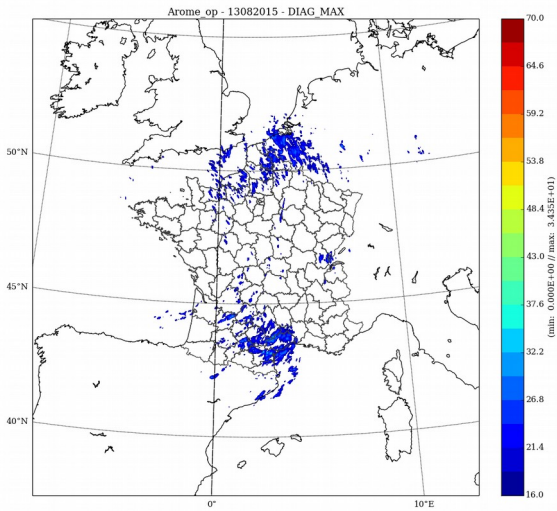 Arome_op - 13082015 - DIAG_MAX
50°N
45°N
40°N
0°
10°E
70.0
64.6
59.2
53.8
48.4
43.0
37.6
32.2
26.8
21.4
16.0
(min: 0.000E+00 // max: 3.435E+01)